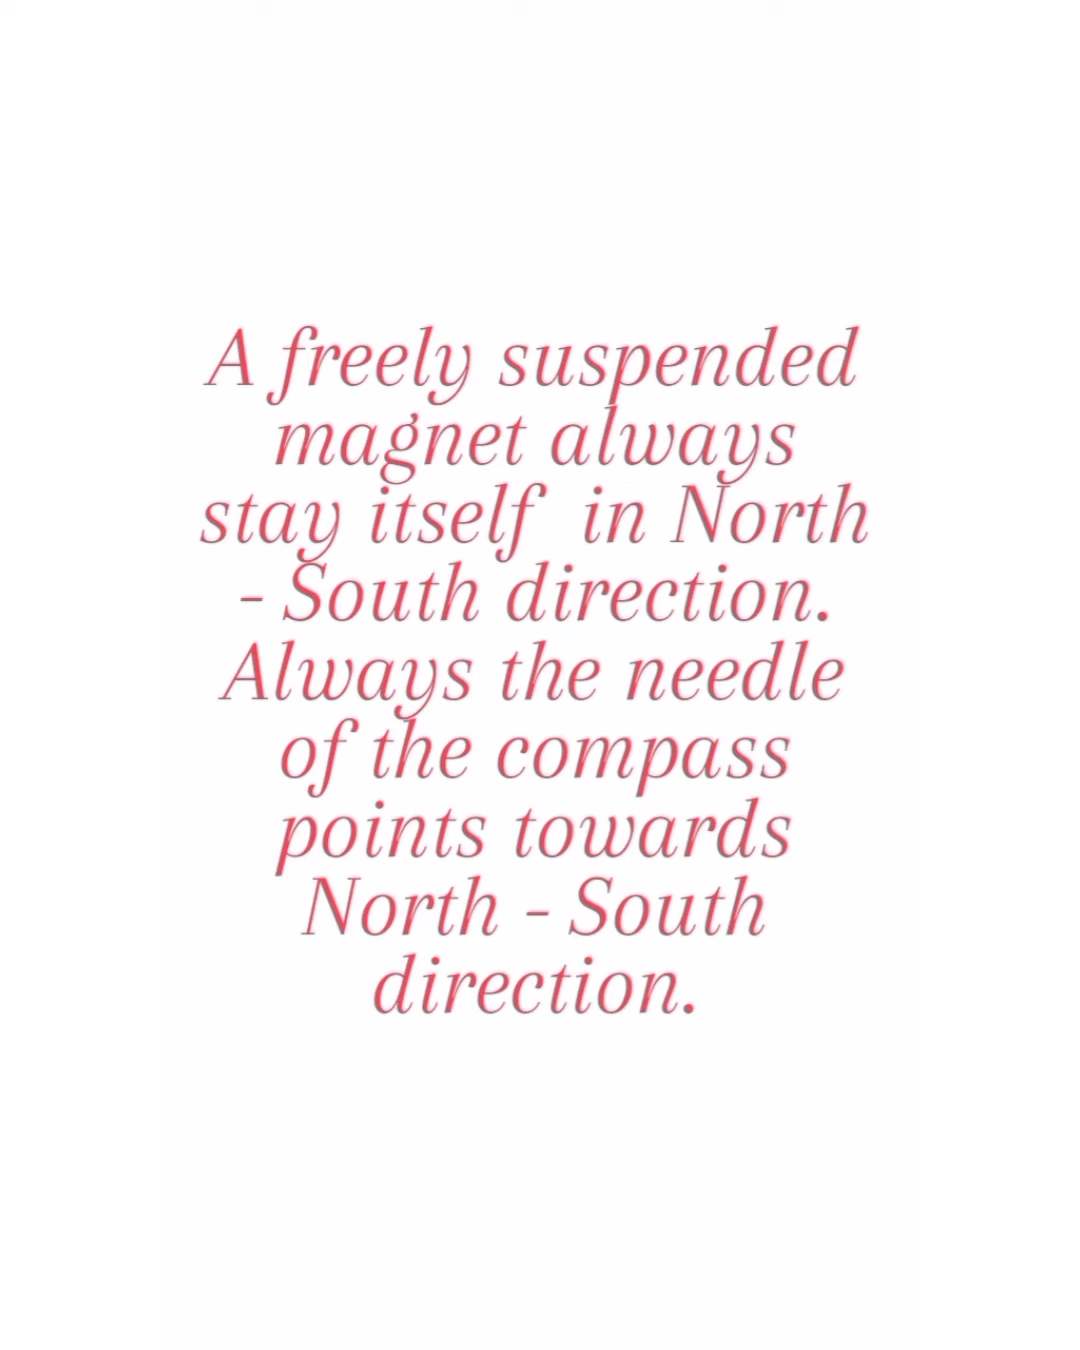 A freely suspended
magnet always
stay itself  in North
- South direction.
Always the needle
of the compass
points towards
North - South
direction.